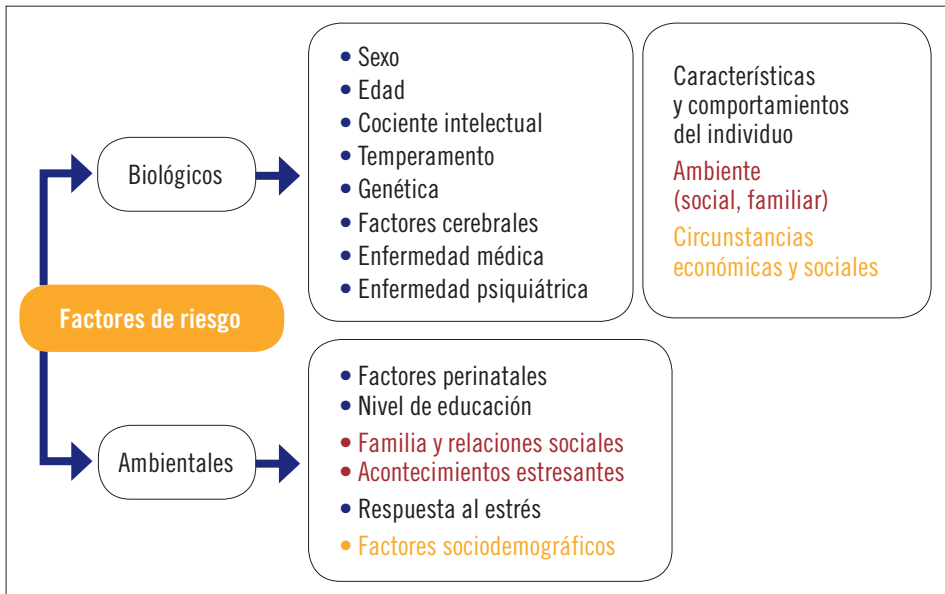 Factores de riesgo
Biológicos
• Sexo
• Edad
• Cociente intelectual
• Temperamento
• Genética
• Factores cerebrales
• Enfermedad médica
• Enfermedad psiquiátrica
Características
y comportamientos
del individuo
Ambiente
(social, familiar)
Circunstancias
económicas y sociales
Ambientales
• Factores perinatales
• Nivel de educación
• Familia y relaciones sociales
• Acontecimientos estresantes
• Respuesta al estrés
• Factores sociodemográficos